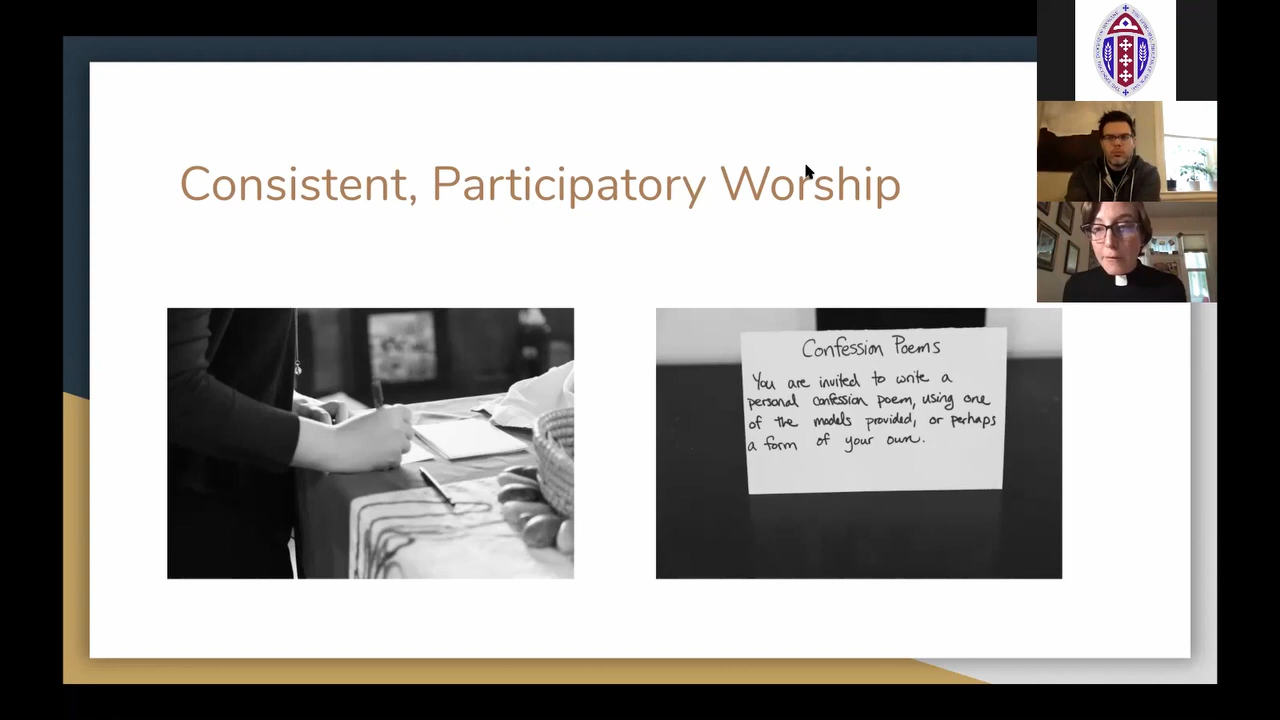 Consistent, Participatory Worship
Confession Poems
You are invited to write a
personal confession poem, using one
of the models provided, or perhaps
a form of your own.